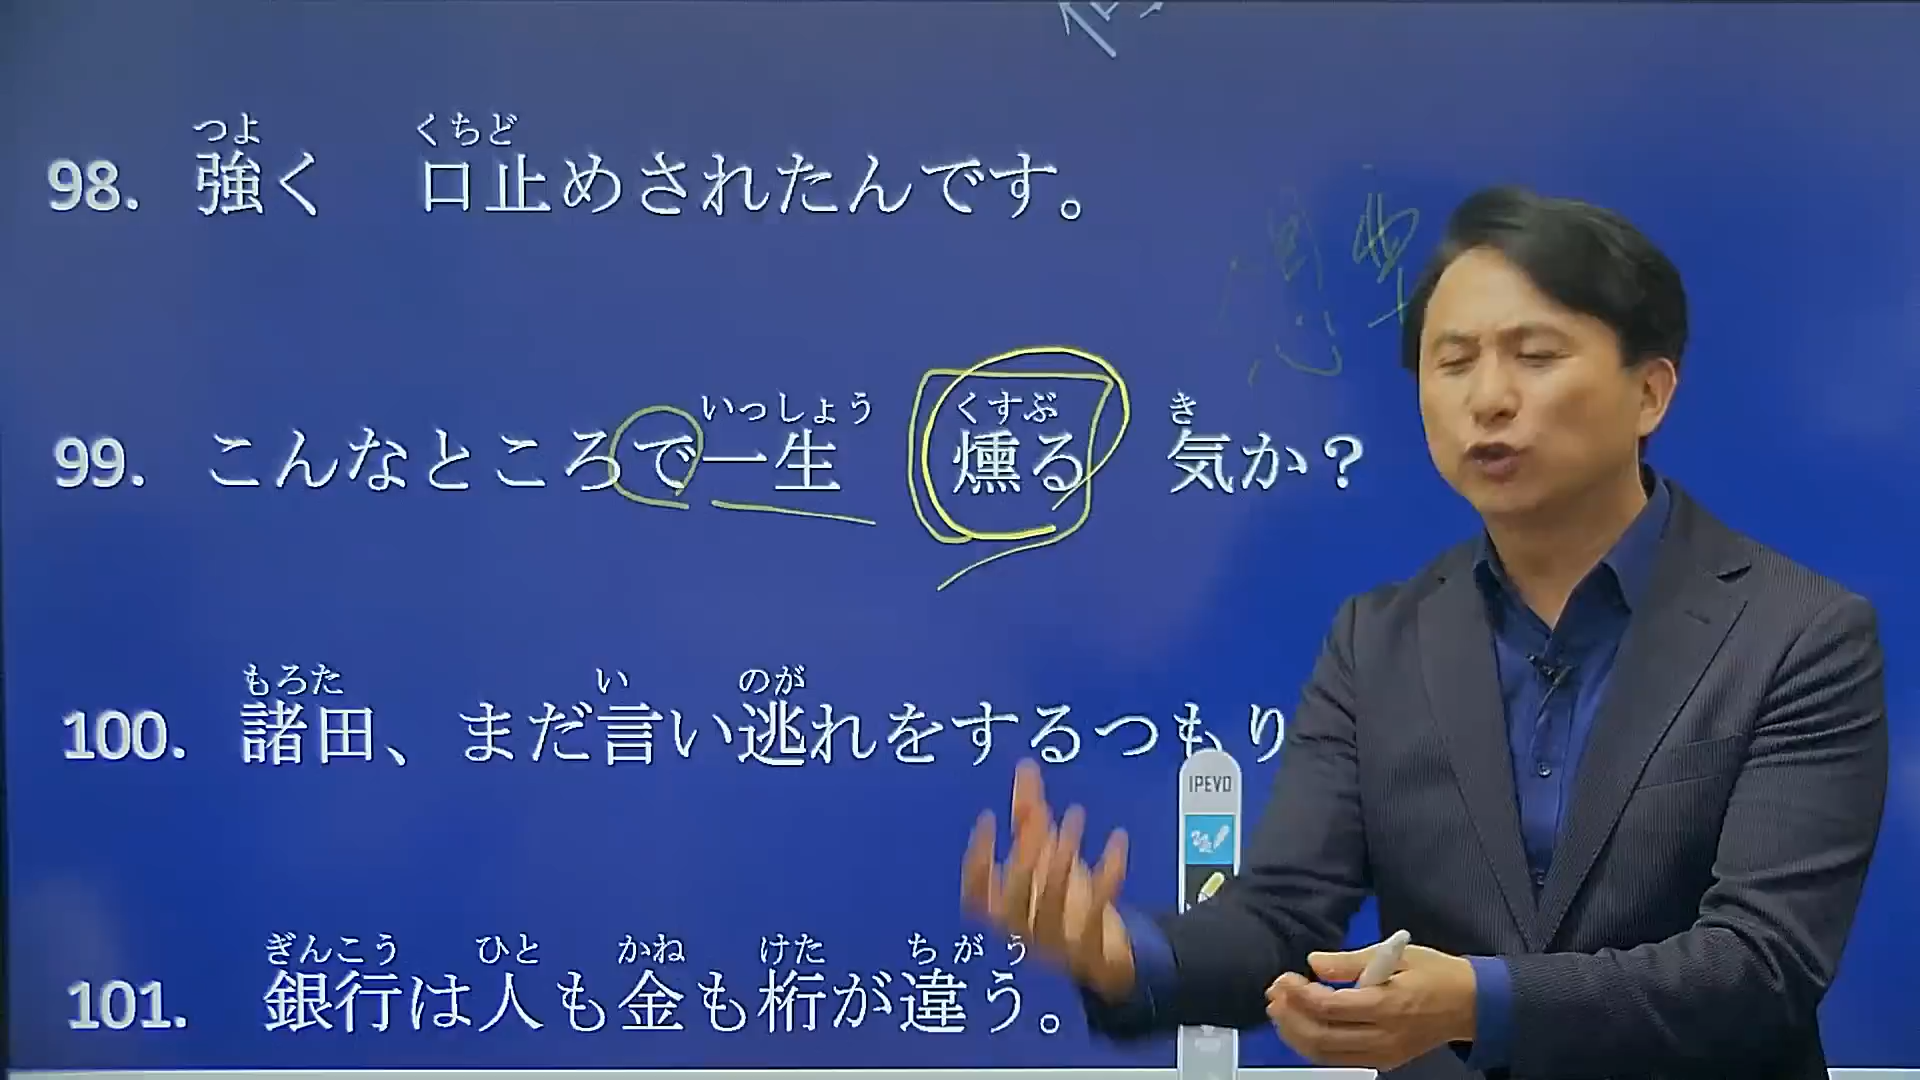 つよ くちど
98. 強く 口止めされたんです。
いっしょう くすぶ き
99. こんなところで一生 燻る 気か?
もろた い のが
100. 諸田、まだ言い逃れをするつもり
IPEVO
ぎんこう ひと かね けた ちがう
101. 銀行は人も金も桁が違う。